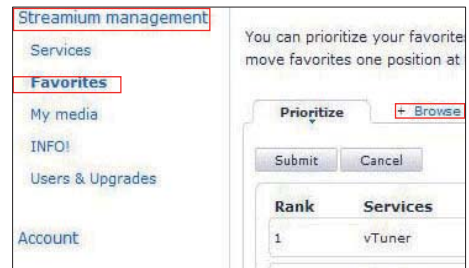 Streamium management
Services
Favorites
My media
INFO!
Users & Upgrades
Account
You can prioritize your favorites
move favorites one position at
Prioritize
+ Browse
Submit
Cancel
Rank Services
1 vTuner